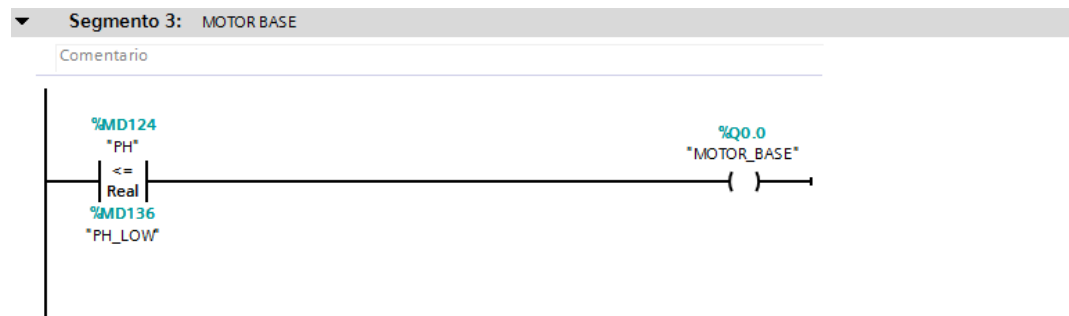 Segmento 3: MOTOR BASE
Comentario
%MD124
"PH"
<=
Real
%MD136
"PH_LOW"
%Q0.0
"MOTOR_BASE"
( )